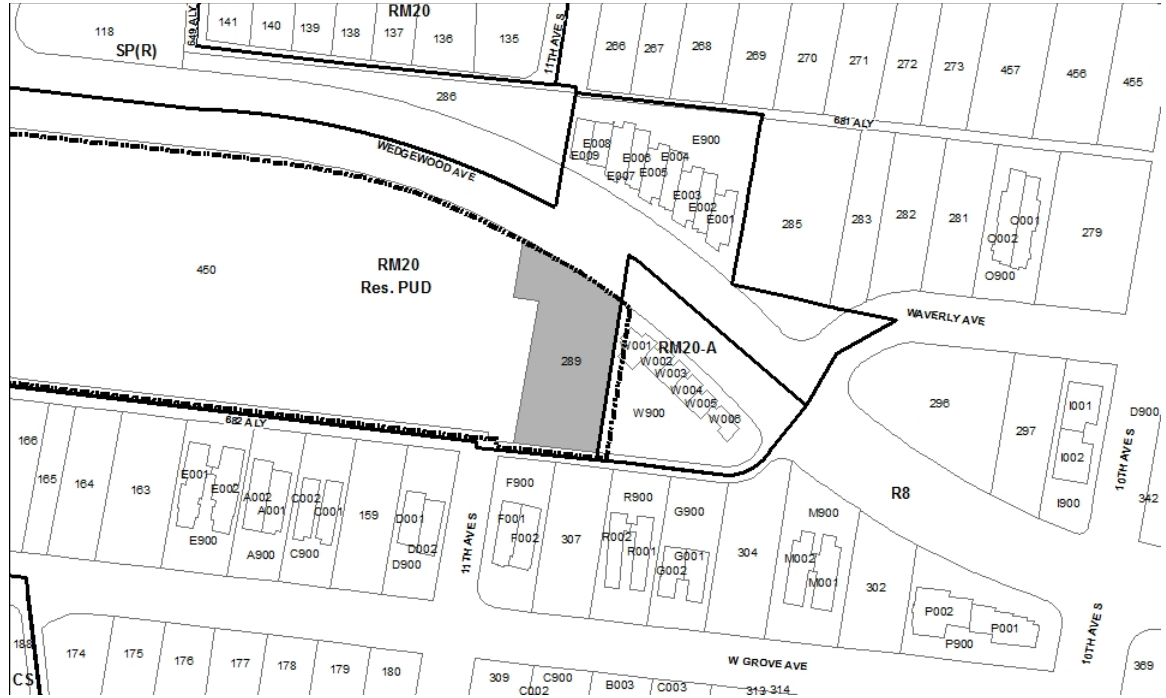 RM20
141
140
139
138
137
136
135
118
SP(R)
649 ALY
11TH AVE S
266
267
268
269
270
271
272
273
457
456
455
286
681 ALY
WEDGEWOOD AVE
E009
E008
E007
E006
E005
E004
E900
E003
E002
E001
285
283
282
281
O002
O001
O900
279
450
RM20
Res. PUD
289
WAVERLY AVE
W001
RM20-A
W002
W003
W004
W005
W006
W900
296
297
I001
I002
I900
D900
10TH AVE S
342
682 ALY
166
165
164
163
E001
E002
E900
A002
A001
A900
C002
C001
C900
159
D001
D002
D900
11TH AVE S
F900
F001
F002
307
R900
R002
R001
G900
G001
G002
304
R8
M900
M002
M001
302
P002
P001
P900
10TH AVE S
W GROVE AVE
188
CS
174
175
176
177
178
179
180
309
C900
C002
B003
C003
313
314
369